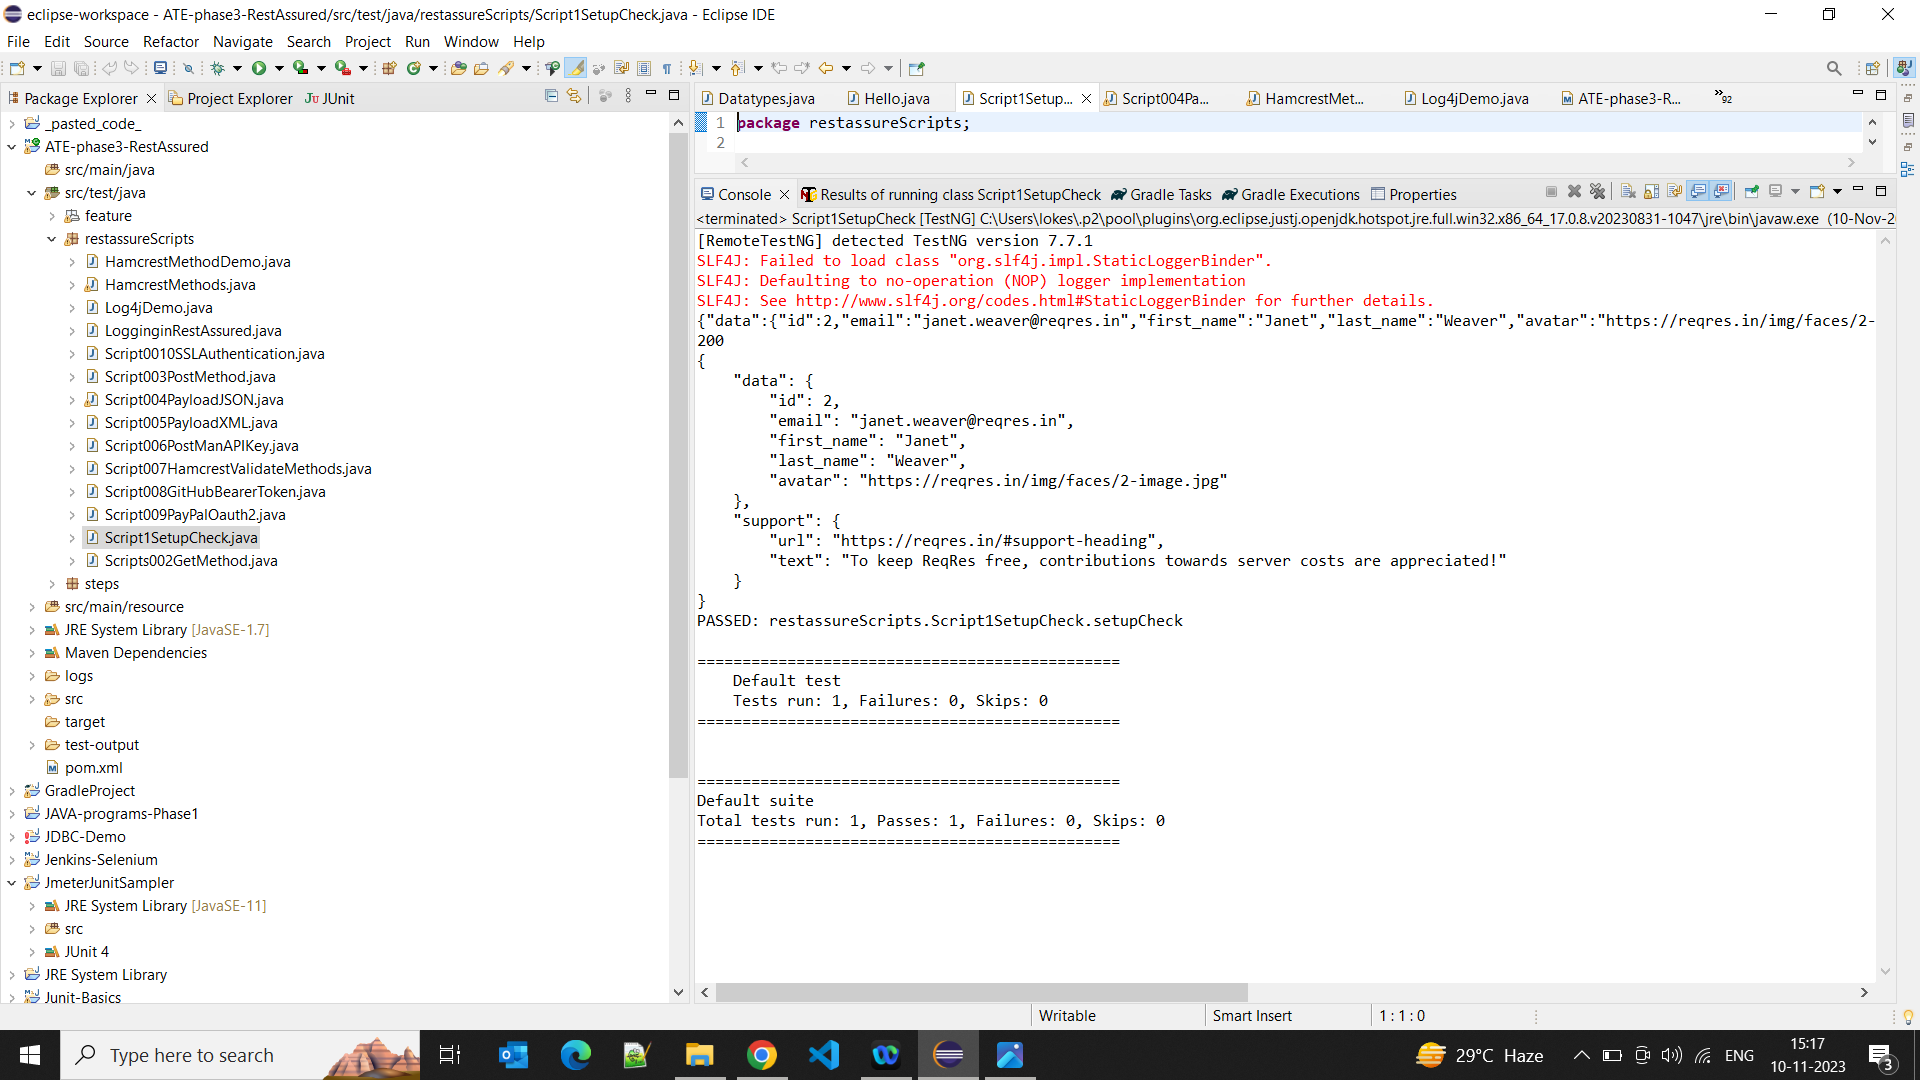 eclipse-workspace - ATE-phase3-RestAssured/src/test/java/restassureScripts/Script1SetupCheck.java - Eclipse IDE
File Edit Source Refactor Navigate Search Project Run Window Help
Package Explorer
Project Explorer
JUnit
_pasted_code_
ATE-phase3-RestAssured
src/main/java
src/test/java
feature
restassureScripts
HamcrestMethodDemo.java
HamcrestMethods.java
Log4jDemo.java
LogginginRestAssured.java
Script0010SSLAuthentication.java
Script003PostMethod.java
Script004PayloadJSON.java
Script005PayloadXML.java
Script006PostManAPIKey.java
Script007HamcrestValidateMethods.java
Script008GitHubBearerToken.java
Script009PayPalOauth2.java
Script1SetupCheck.java
Scripts002GetMethod.java
steps
src/main/resource
JRE System Library [JavaSE-1.7]
Maven Dependencies
logs
src
target
test-output
pom.xml
GradleProject
JAVA-programs-Phase1
JDBC-Demo
Jenkins-Selenium
JmeterJunitSampler
JRE System Library [JavaSE-11]
src
JUnit 4
JRE System Library
Junit-Basics
Datatypes.java
Hello.java
Script1Setup...
Script004Pa...
HamcrestMet...
Log4jDemo.java
ATE-phase3-R...
»92
1 package restassureScripts;
2
Console
Results of running class Script1SetupCheck
Gradle Tasks
Gradle Executions
Properties
<terminated> Script1SetupCheck [TestNG] C:\Users\lokes\.p2\pool\plugins\org.eclipse.justj.openjdk.hotspot.jre.full.win32.x86_64_17.0.8.v20230831-1047\jre\bin\javaw.exe (10-Nov-2
[RemoteTestNG] detected TestNG version 7.7.1
SLF4J: Failed to load class "org.slf4j.impl.StaticLoggerBinder".
SLF4J: Defaulting to no-operation (NOP) logger implementation
SLF4J: See http://www.slf4j.org/codes.html#StaticLoggerBinder for further details.
{"data":{"id":2,"email":"janet.weaver@reqres.in","first_name":"Janet","last_name":"Weaver","avatar":"https://reqres.in/img/faces/2-
200
{
"data": {
"id": 2,
"email": "janet.weaver@reqres.in",
"first_name": "Janet",
"last_name": "Weaver",
"avatar": "https://reqres.in/img/faces/2-image.jpg"
},
"support": {
"url": "https://reqres.in/#support-heading",
"text": "To keep ReqRes free, contributions towards server costs are appreciated!"
}
}
PASSED: restassureScripts.Script1SetupCheck.setupCheck
===============================================
Default test
Tests run: 1, Failures: 0, Skips: 0
===============================================
===============================================
Default suite
Total tests run: 1, Passes: 1, Failures: 0, Skips: 0
===============================================
Writable
Smart Insert
1 : 1 : 0
Type here to search
29°C Haze
ENG
15:17
10-11-2023
3